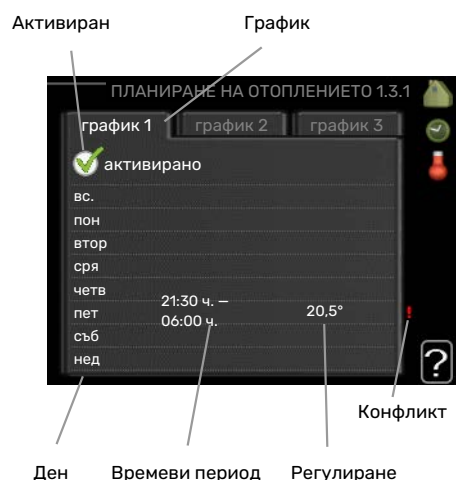 Активиран График
ПЛАНИРАНЕ НА ОТОПЛЕНИЕТО 1.3.1
график 1 график 2 график 3
активирано
вс.
пон
втор
сря
четв
пет 21:30 ч. – 20,5° !
06:00 ч.
съб
нед
?
Конфликт
Ден Времеви период Регулиране